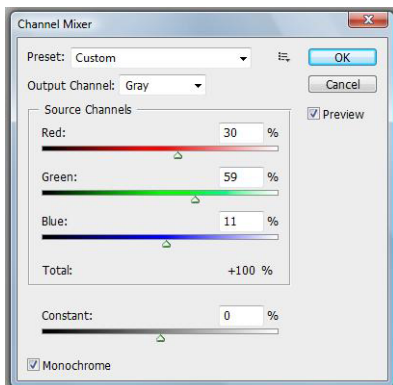 Channel Mixer
Preset: Custom
OK
Output Channel: Gray
Cancel
Source Channels
Preview
Red: 30 %
Green: 59 %
Blue: 11 %
Total: +100 %
Constant: 0 %
Monochrome